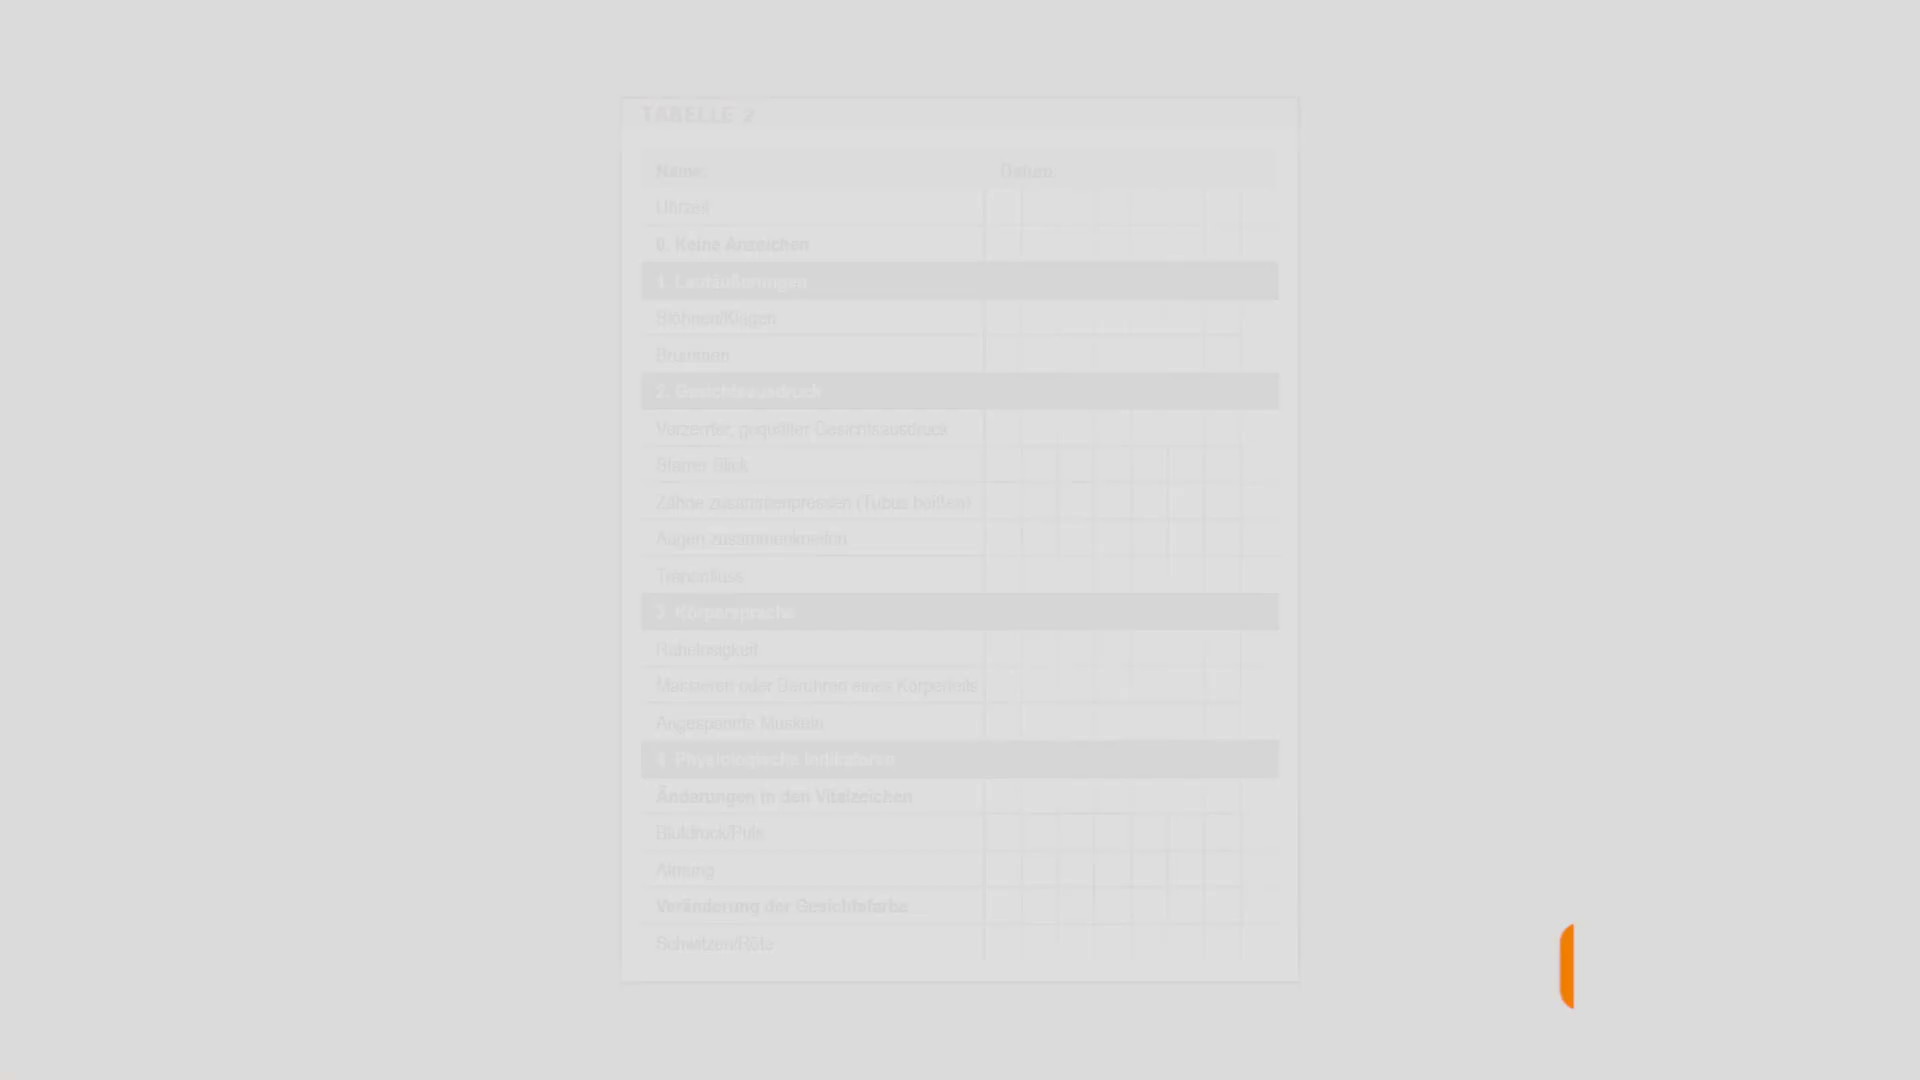 TABELLE 2
Name: Datum
Uhrzeit
0. Keine Anzeichen
1. Lautäußerungen
Stöhnen/Klagen
Brummen
2. Gesichtsausdruck
Verzerrter, gequälter Gesichtsausdruck
Starrer Blick
Zähne zusammenpressen (Tubus beißen)
Augen zusammenkneifen
Tränenfluss
3. Körpersprache
Ruhelosigkeit
Massieren oder Berühren eines Körperteils
Angespannte Muskeln
4. Physiologische Indikatoren
Änderungen in den Vitalzeichen
Blutdruck/Puls
Atmung
Veränderung der Gesichtsfarbe
Schwitzen/Röte